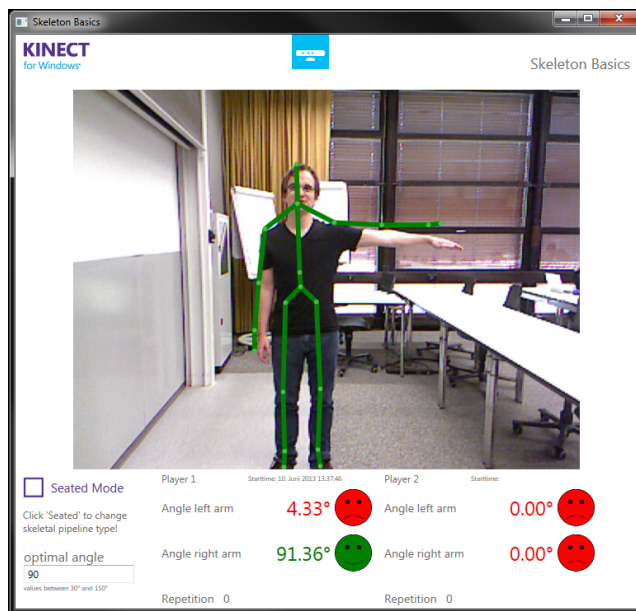 Skeleton Basics
KINECT
for Windows
Skeleton Basics
Player 1
Starttime: 10. Juni 2013 13:37:46
Player 2
Starttime:
Seated Mode
Angle left arm
4.33°
Angle left arm
0.00°
Click 'Seated' to change
skeletal pipeline type!
Angle right arm
91.36°
Angle right arm
0.00°
optimal angle
90
values between 30° and 150°
Repetition 0
Repetition 0